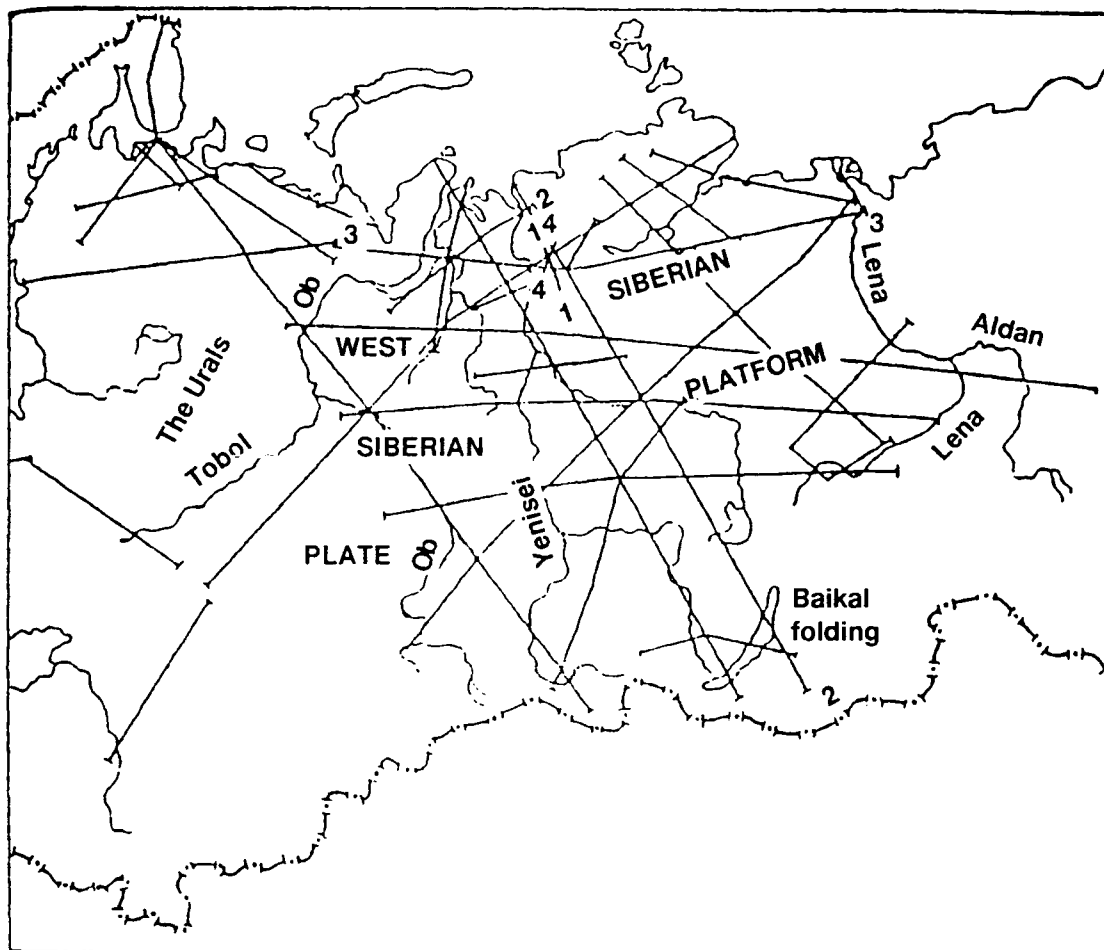 2
14
3
3
SIBERIAN
Lena
Ob
4
1
Aldan
WEST
The Urals
PLATFORM
SIBERIAN
Lena
Tobol
Yenisei
PLATE
Ob
Baikal
folding
2